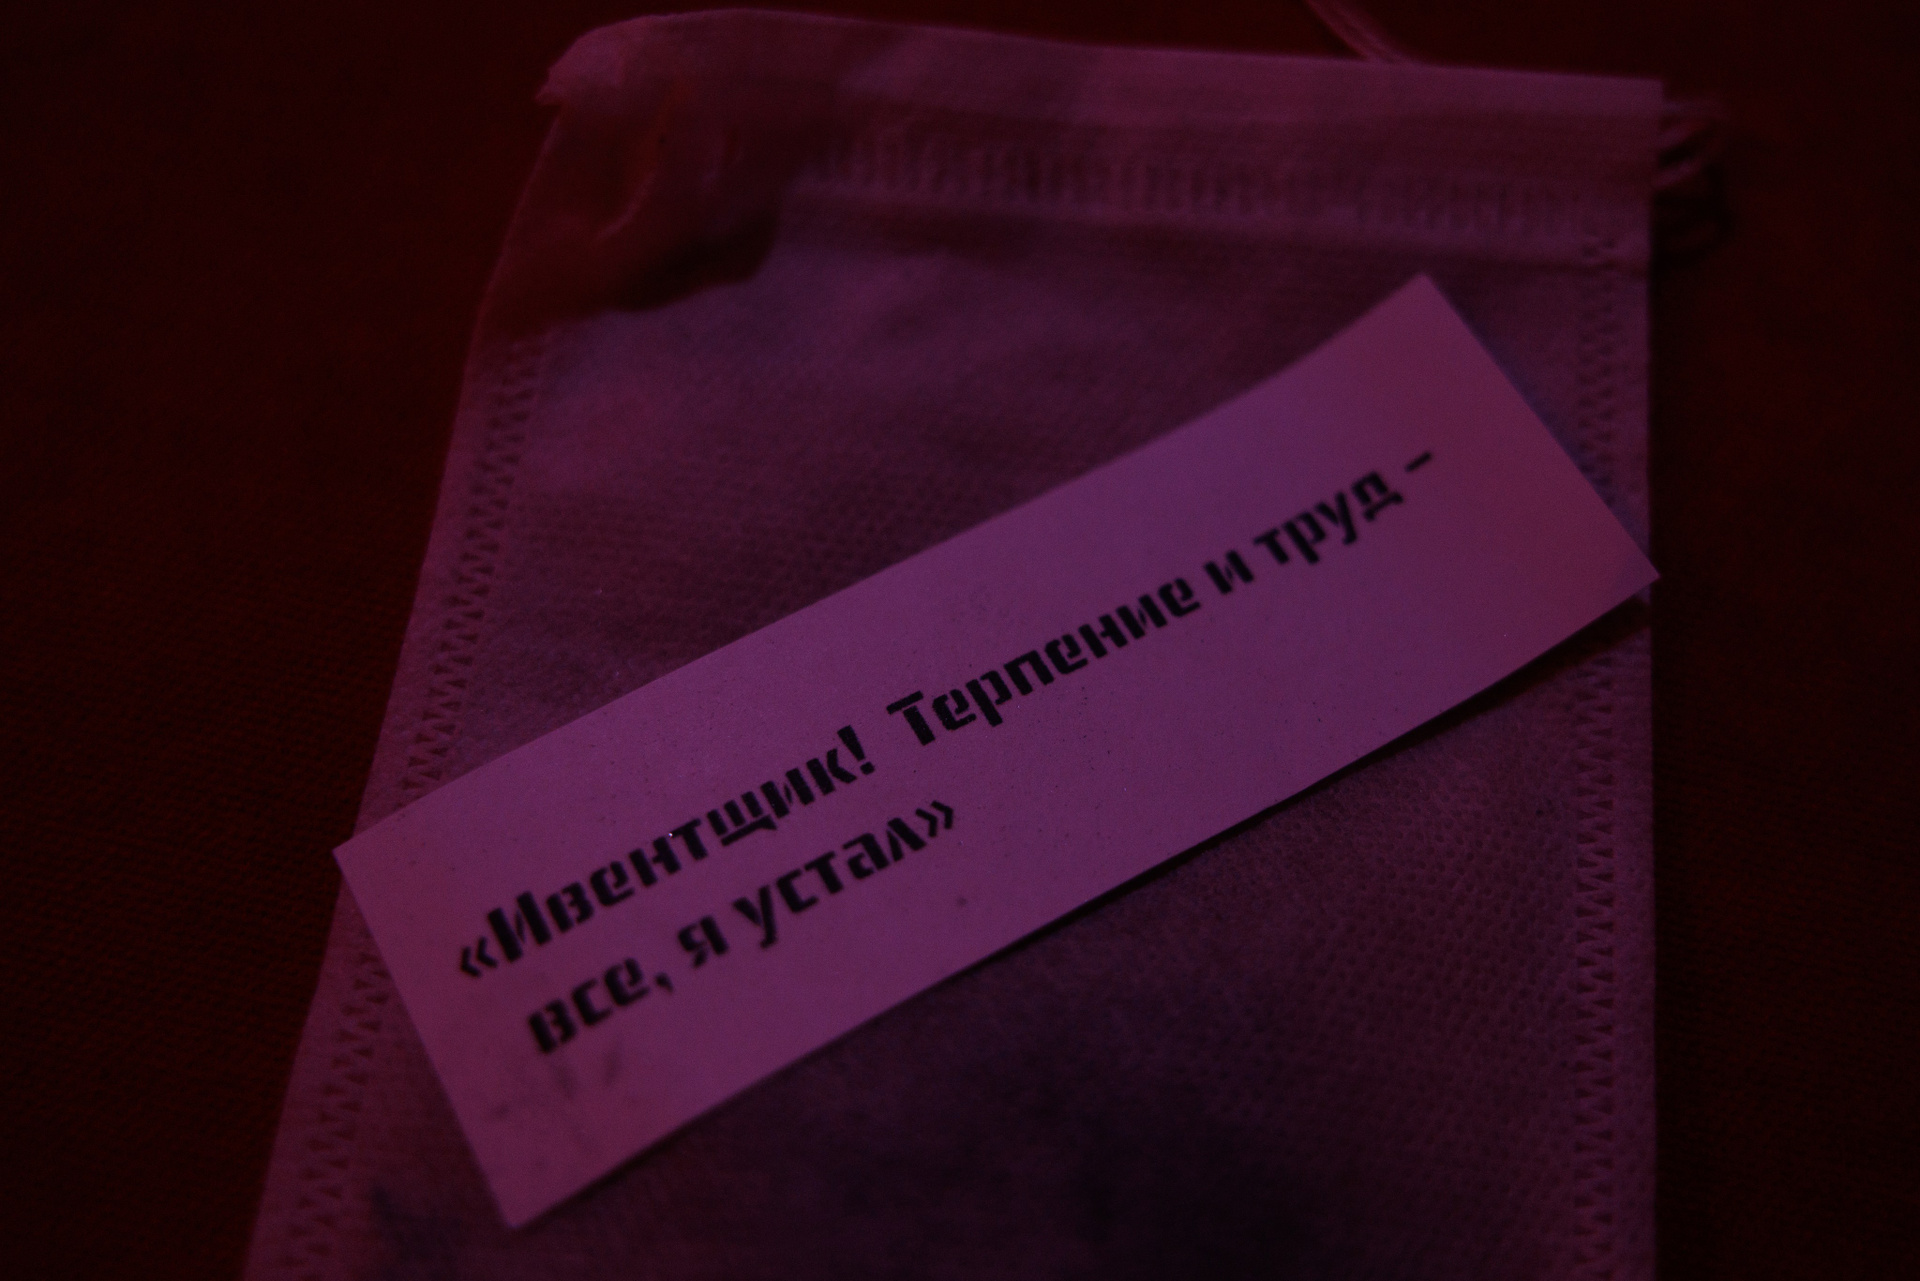 «Ивентщик! Терпение и труд –
все, я устал»